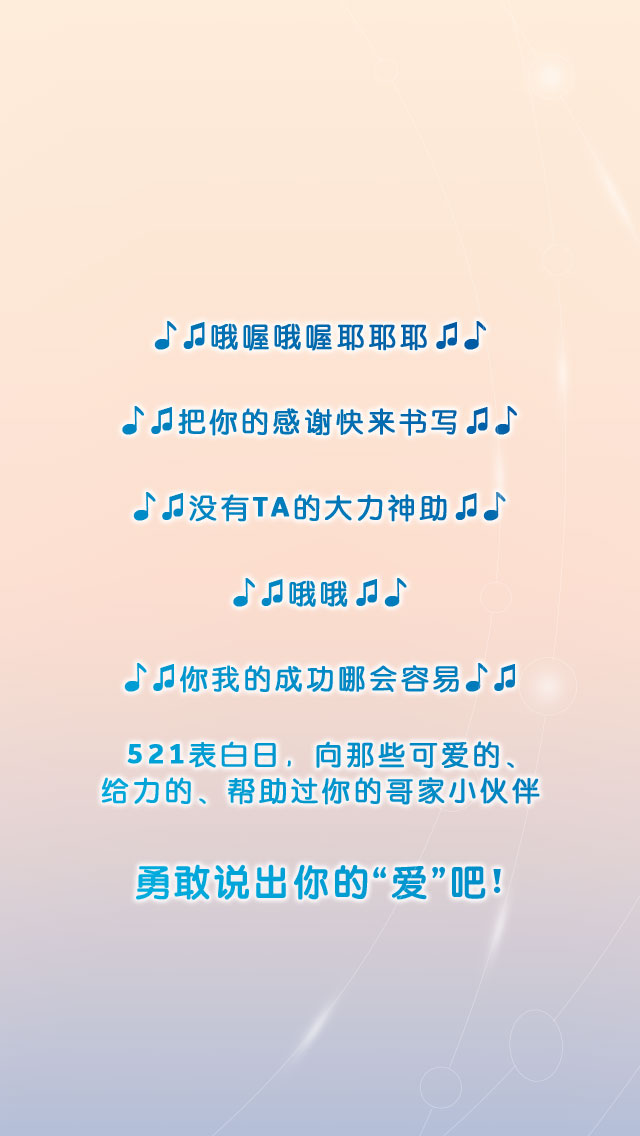 ♪♫哦喔哦喔耶耶耶♫♪
♪♫把你的感谢快来书写♫♪
♪♫没有TA的大力神助♫♪
♪♫哦哦♫♪
♪♫你我的成功哪会容易♪♫
521表白日，向那些可爱的、
给力的、帮助过你的哥家小伙伴
勇敢说出你的“爱”吧！